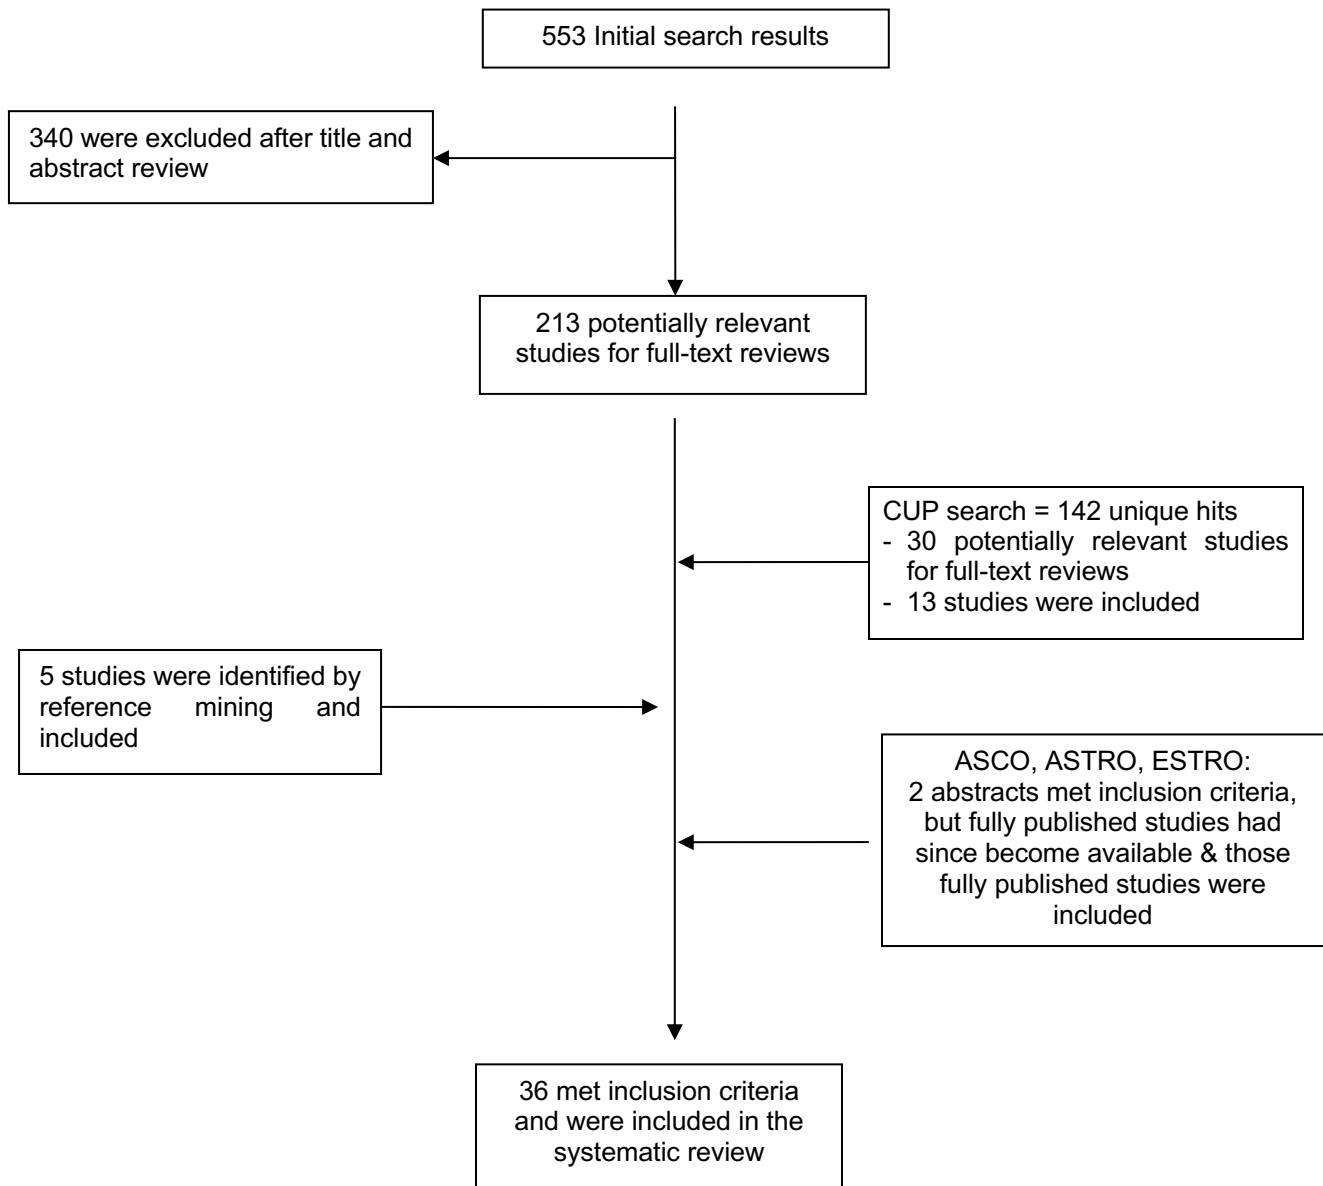 553 Initial search results
340 were excluded after title and
abstract review
213 potentially relevant
studies for full-text reviews
CUP search = 142 unique hits
- 30 potentially relevant studies
for full-text reviews
- 13 studies were included
5 studies were identified by
reference mining and
included
ASCO, ASTRO, ESTRO:
2 abstracts met inclusion criteria,
but fully published studies had
since become available & those
fully published studies were
included
36 met inclusion criteria
and were included in the
systematic review